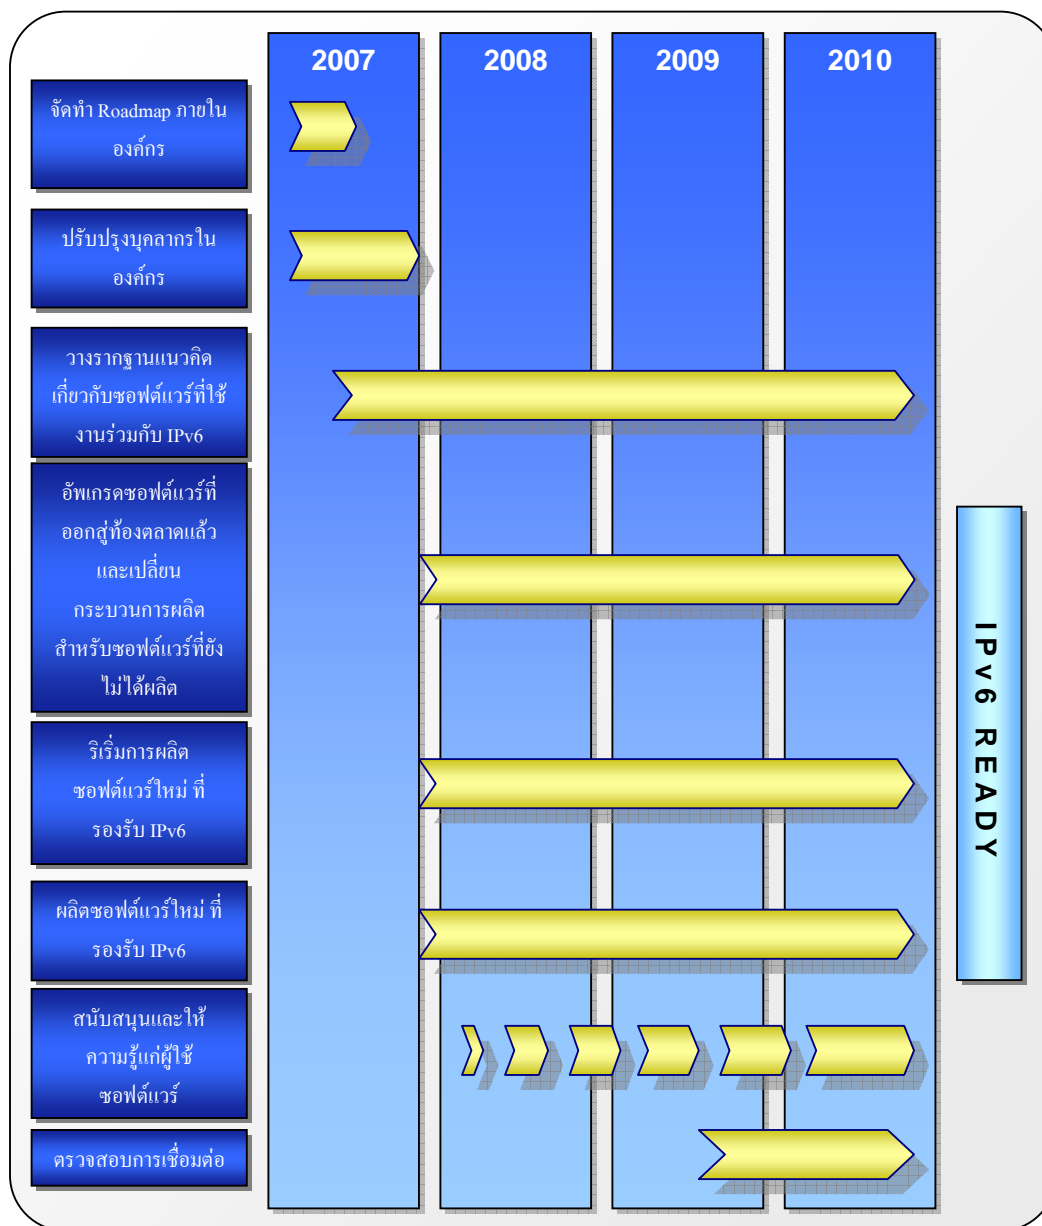 2007
2008
2009
2010
จัดทำ Roadmap ภายใน
องค์กร
ปรับปรุงบุคลากรใน
องค์กร
วางรากฐานแนวคิด
เกี่ยวกับซอฟต์แวร์ที่ใช้
งานร่วมกับ IPv6
อัพเกรดซอฟต์แวร์ที่
ออกสู่ท้องตลาดแล้ว
และเปลี่ยน
กระบวนการผลิต
สำหรับซอฟต์แวร์ที่ยัง
ไม่ได้ผลิต
ริเริ่มการผลิต
ซอฟต์แวร์ใหม่ ที่
รองรับ IPv6
ผลิตซอฟต์แวร์ใหม่ ที่
รองรับ IPv6
สนับสนุนและให้
ความรู้แก่ผู้ใช้
ซอฟต์แวร์
ตรวจสอบการเชื่อมต่อ
IPv6 READY